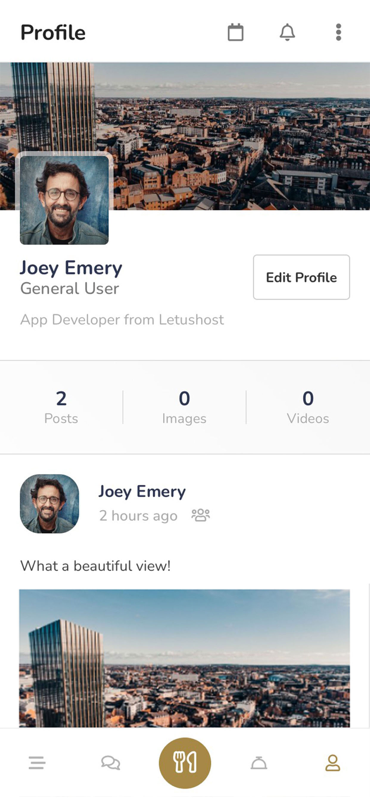 Profile
Joey Emery
General User
Edit Profile
App Developer from Letushost
2
Posts
0
Images
0
Videos
Joey Emery
2 hours ago
What a beautiful view!